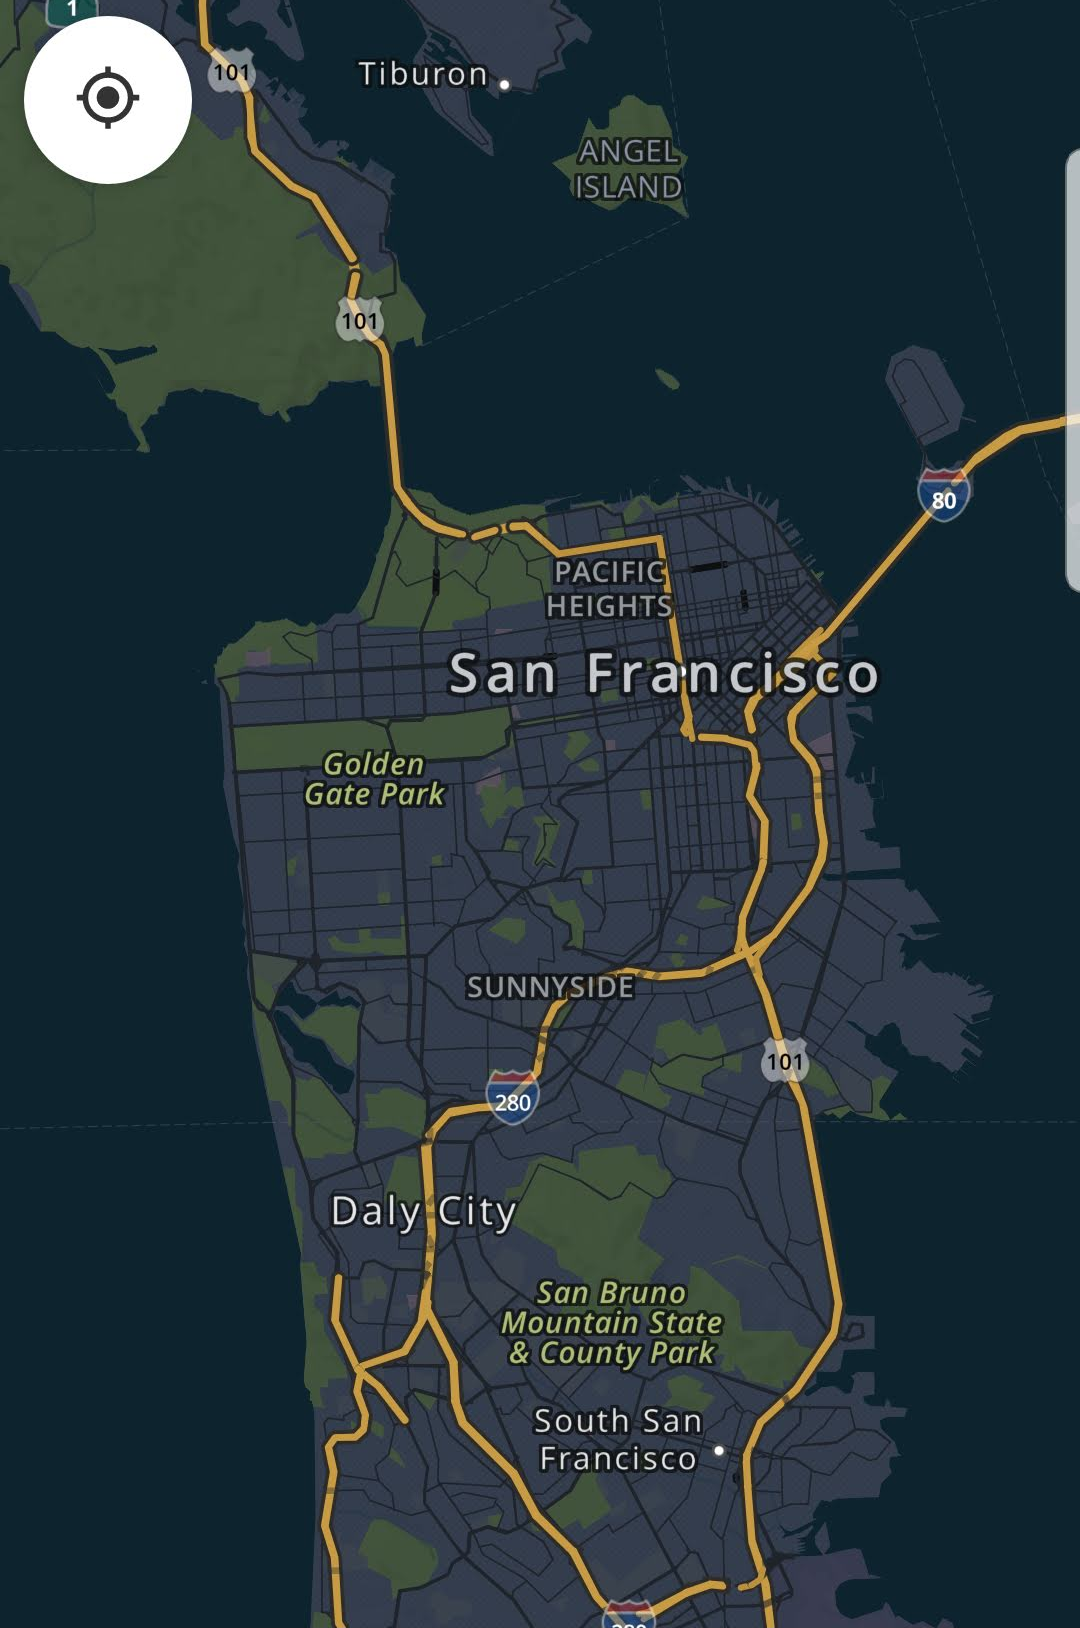 1
101
Tiburon
ANGEL
ISLAND
101
80
PACIFIC
HEIGHTS
San Francisco
Golden
Gate Park
SUNNYSIDE
101
280
Daly City
San Bruno
Mountain State
& County Park
South San
Francisco